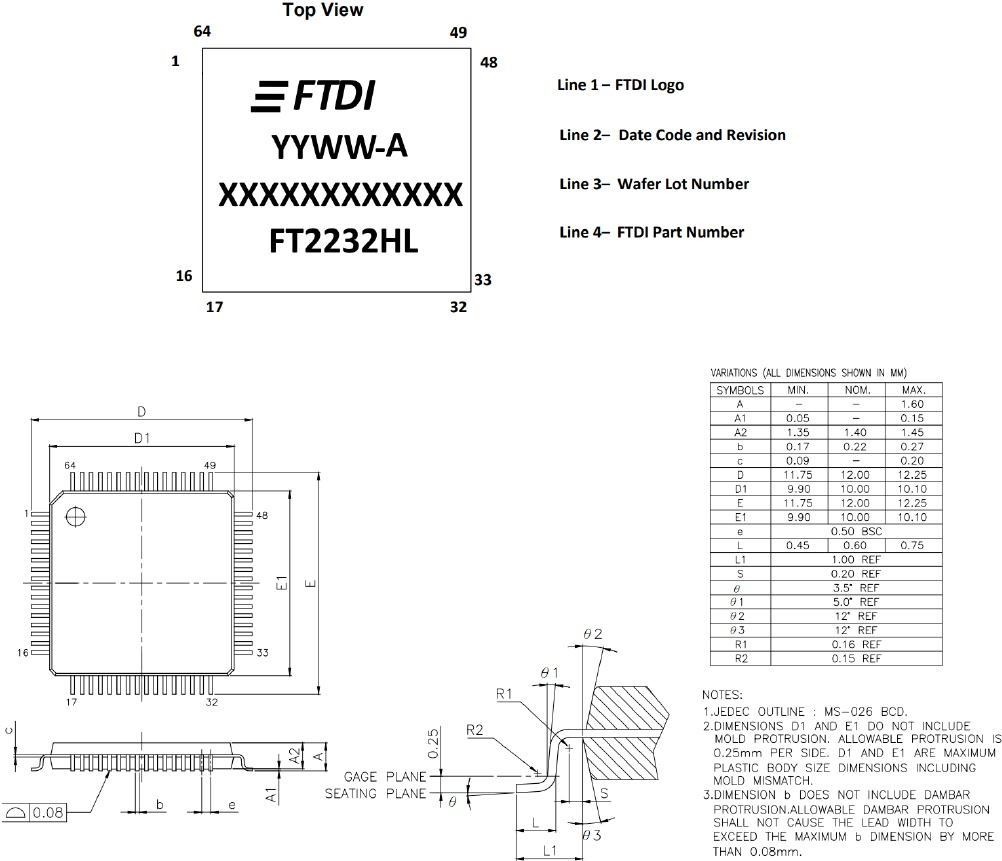 Top View
64 49
1 48
FTDI
YYWW-A
XXXXXXXXXXXX
FT2232HL
16 33
17 32
Line 1 – FTDI Logo
Line 2– Date Code and Revision
Line 3– Wafer Lot Number
Line 4– FTDI Part Number
D
D1
64 49
1 48
E1 E
16 33
17 32
c
A2 A
A1
0.08
b e
θ2
θ1
R1
R2
0.25
GAGE PLANE
SEATING PLANE
θ
S
L
θ3
L1
VARIATIONS (ALL DIMENSIONS SHOWN IN MM)
SYMBOLS MIN. NOM. MAX.
A – – 1.60
A1 0.05 – 0.15
A2 1.35 1.40 1.45
b 0.17 0.22 0.27
c 0.09 – 0.20
D 11.75 12.00 12.25
D1 9.90 10.00 10.10
E 11.75 12.00 12.25
E1 9.90 10.00 10.10
e 0.50 BSC
L 0.45 0.60 0.75
L1 1.00 REF
S 0.20 REF
θ 3.5° REF
θ1 5.0° REF
θ2 12° REF
θ3 12° REF
R1 0.16 REF
R2 0.15 REF
NOTES:
1.JEDEC OUTLINE : MS-026 BCD.
2.DIMENSIONS D1 AND E1 DO NOT INCLUDE
MOLD PROTRUSION. ALLOWABLE PROTRUSION IS
0.25mm PER SIDE. D1 AND E1 ARE MAXIMUM
PLASTIC BODY SIZE DIMENSIONS INCLUDING
MOLD MISMATCH.
3.DIMENSION b DOES NOT INCLUDE DAMBAR
PROTRUSION.ALLOWABLE DAMBAR PROTRUSION
SHALL NOT CAUSE THE LEAD WIDTH TO
EXCEED THE MAXIMUM b DIMENSION BY MORE
THAN 0.08mm.